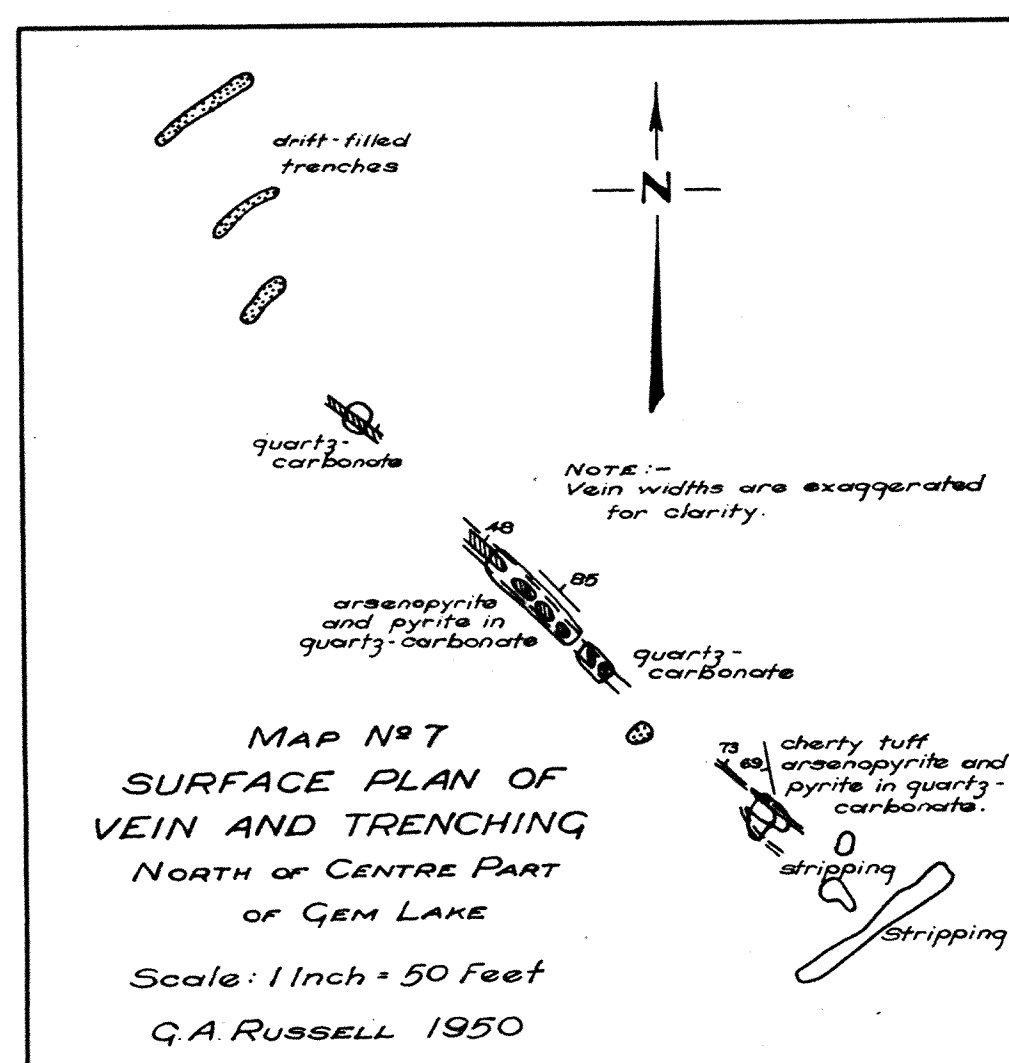 drift-filled
trenches
N
quartz-
carbonate
NOTE:-
Vein widths are exaggerated
for clarity.
48
85
arsenopyrite
and pyrite in
quartz-carbonate
quartz-
carbonate
73
69
cherty tuff
arsenopyrite and
pyrite in quartz-
carbonate.
stripping
Stripping
MAP Nº 7
SURFACE PLAN OF
VEIN AND TRENCHING
NORTH OF CENTRE PART
OF GEM LAKE
Scale: 1 Inch = 50 Feet
G.A. RUSSELL 1950